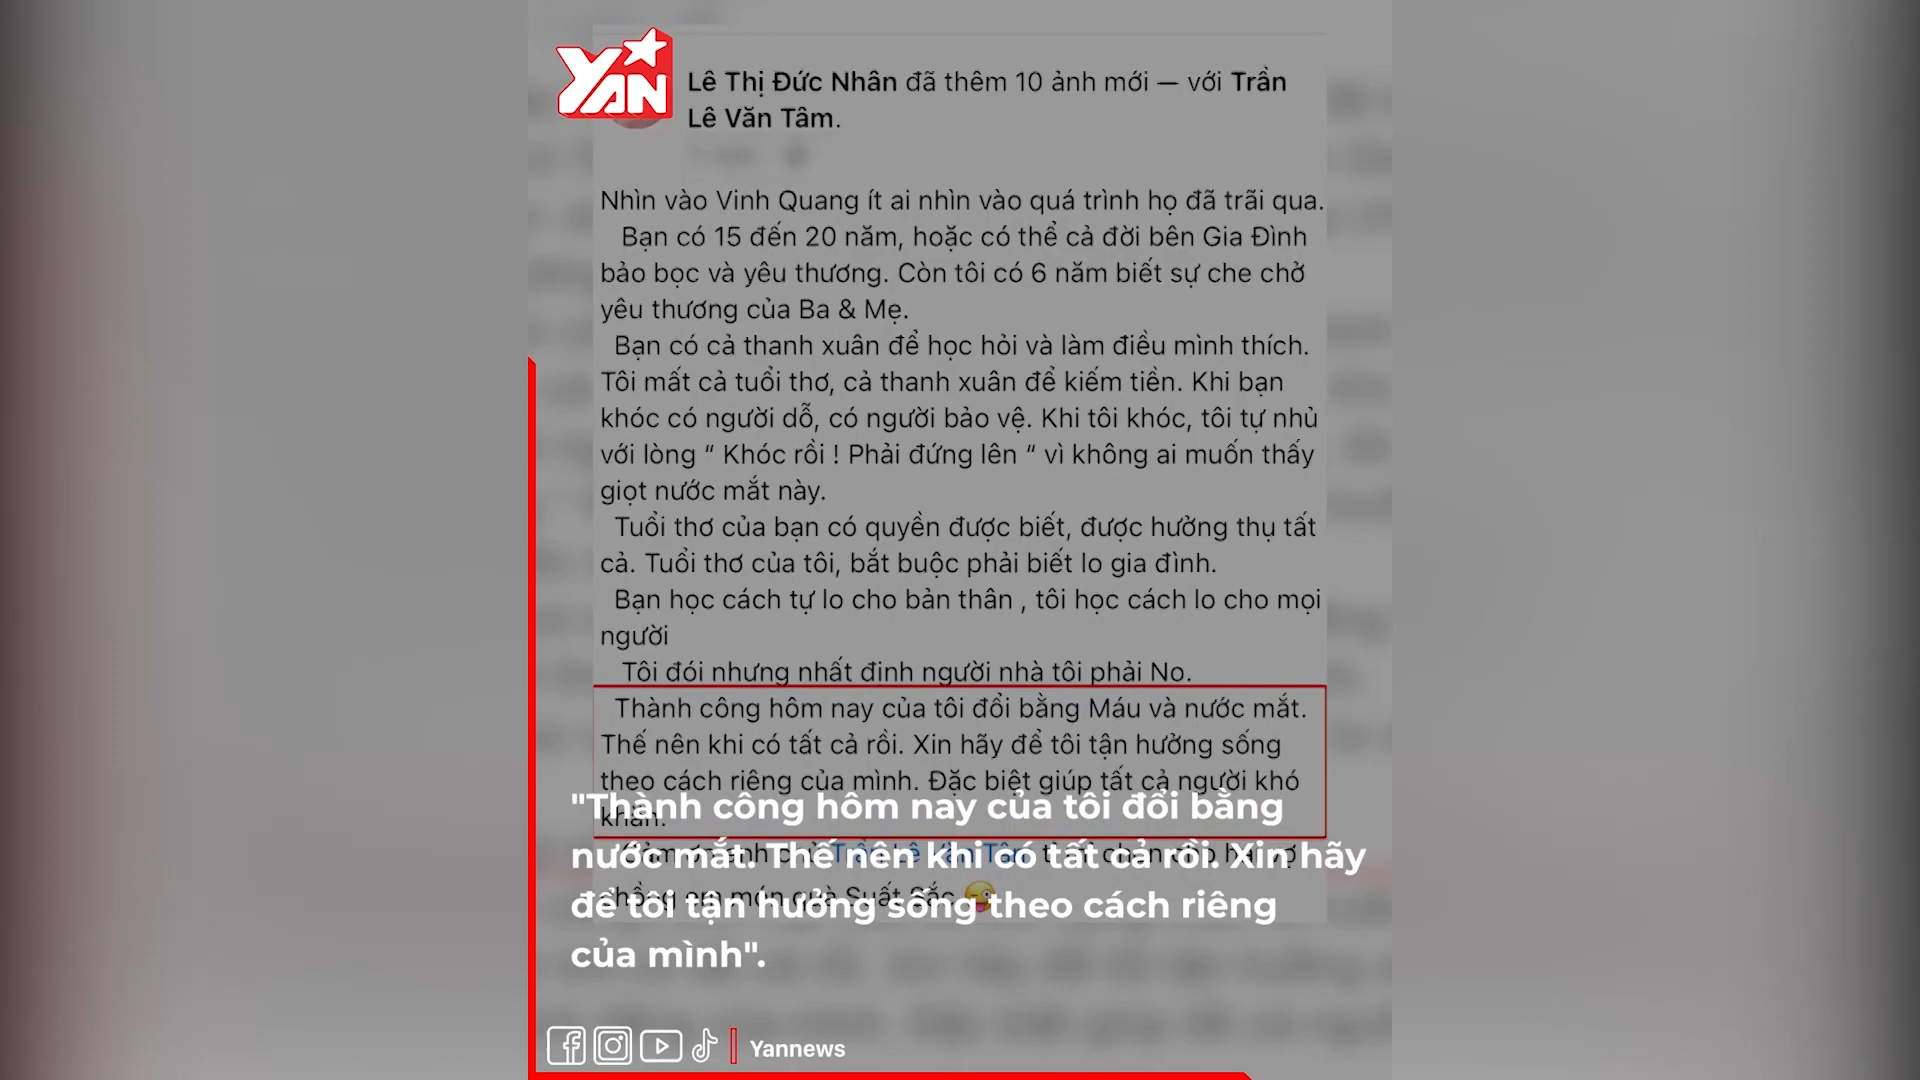 YAN
Lê Thị Đức Nhân đã thêm 10 ảnh mới — với Trần
Lê Văn Tâm.
Nhìn vào Vinh Quang ít ai nhìn vào quá trình họ đã trãi qua.
Bạn có 15 đến 20 năm, hoặc có thể cả đời bên Gia Đình
bảo bọc và yêu thương. Còn tôi có 6 năm biết sự che chở
yêu thương của Ba & Mẹ.
Bạn có cả thanh xuân để học hỏi và làm điều mình thích.
Tôi mất cả tuổi thơ, cả thanh xuân để kiếm tiền. Khi bạn
khóc có người dỗ, có người bảo vệ. Khi tôi khóc, tôi tự nhủ
với lòng “ Khóc rồi ! Phải đứng lên “ vì không ai muốn thấy
giọt nước mắt này.
Tuổi thơ của bạn có quyền được biết, được hưởng thụ tất
cả. Tuổi thơ của tôi, bắt buộc phải biết lo gia đình.
Bạn học cách tự lo cho bản thân , tôi học cách lo cho mọi
người
Tôi đói nhưng nhất định người nhà tôi phải No.
Thành công hôm nay của tôi đổi bằng Máu và nước mắt.
Thế nên khi có tất cả rồi. Xin hãy để tôi tận hưởng sống
theo cách riêng của mình. Đặc biệt giúp tất cả người khó
khăn.
"Thành công hôm nay của tôi đổi bằng
nước mắt. Thế nên khi có tất cả rồi. Xin hãy
để tôi tận hưởng sống theo cách riêng
của mình".
Yannews